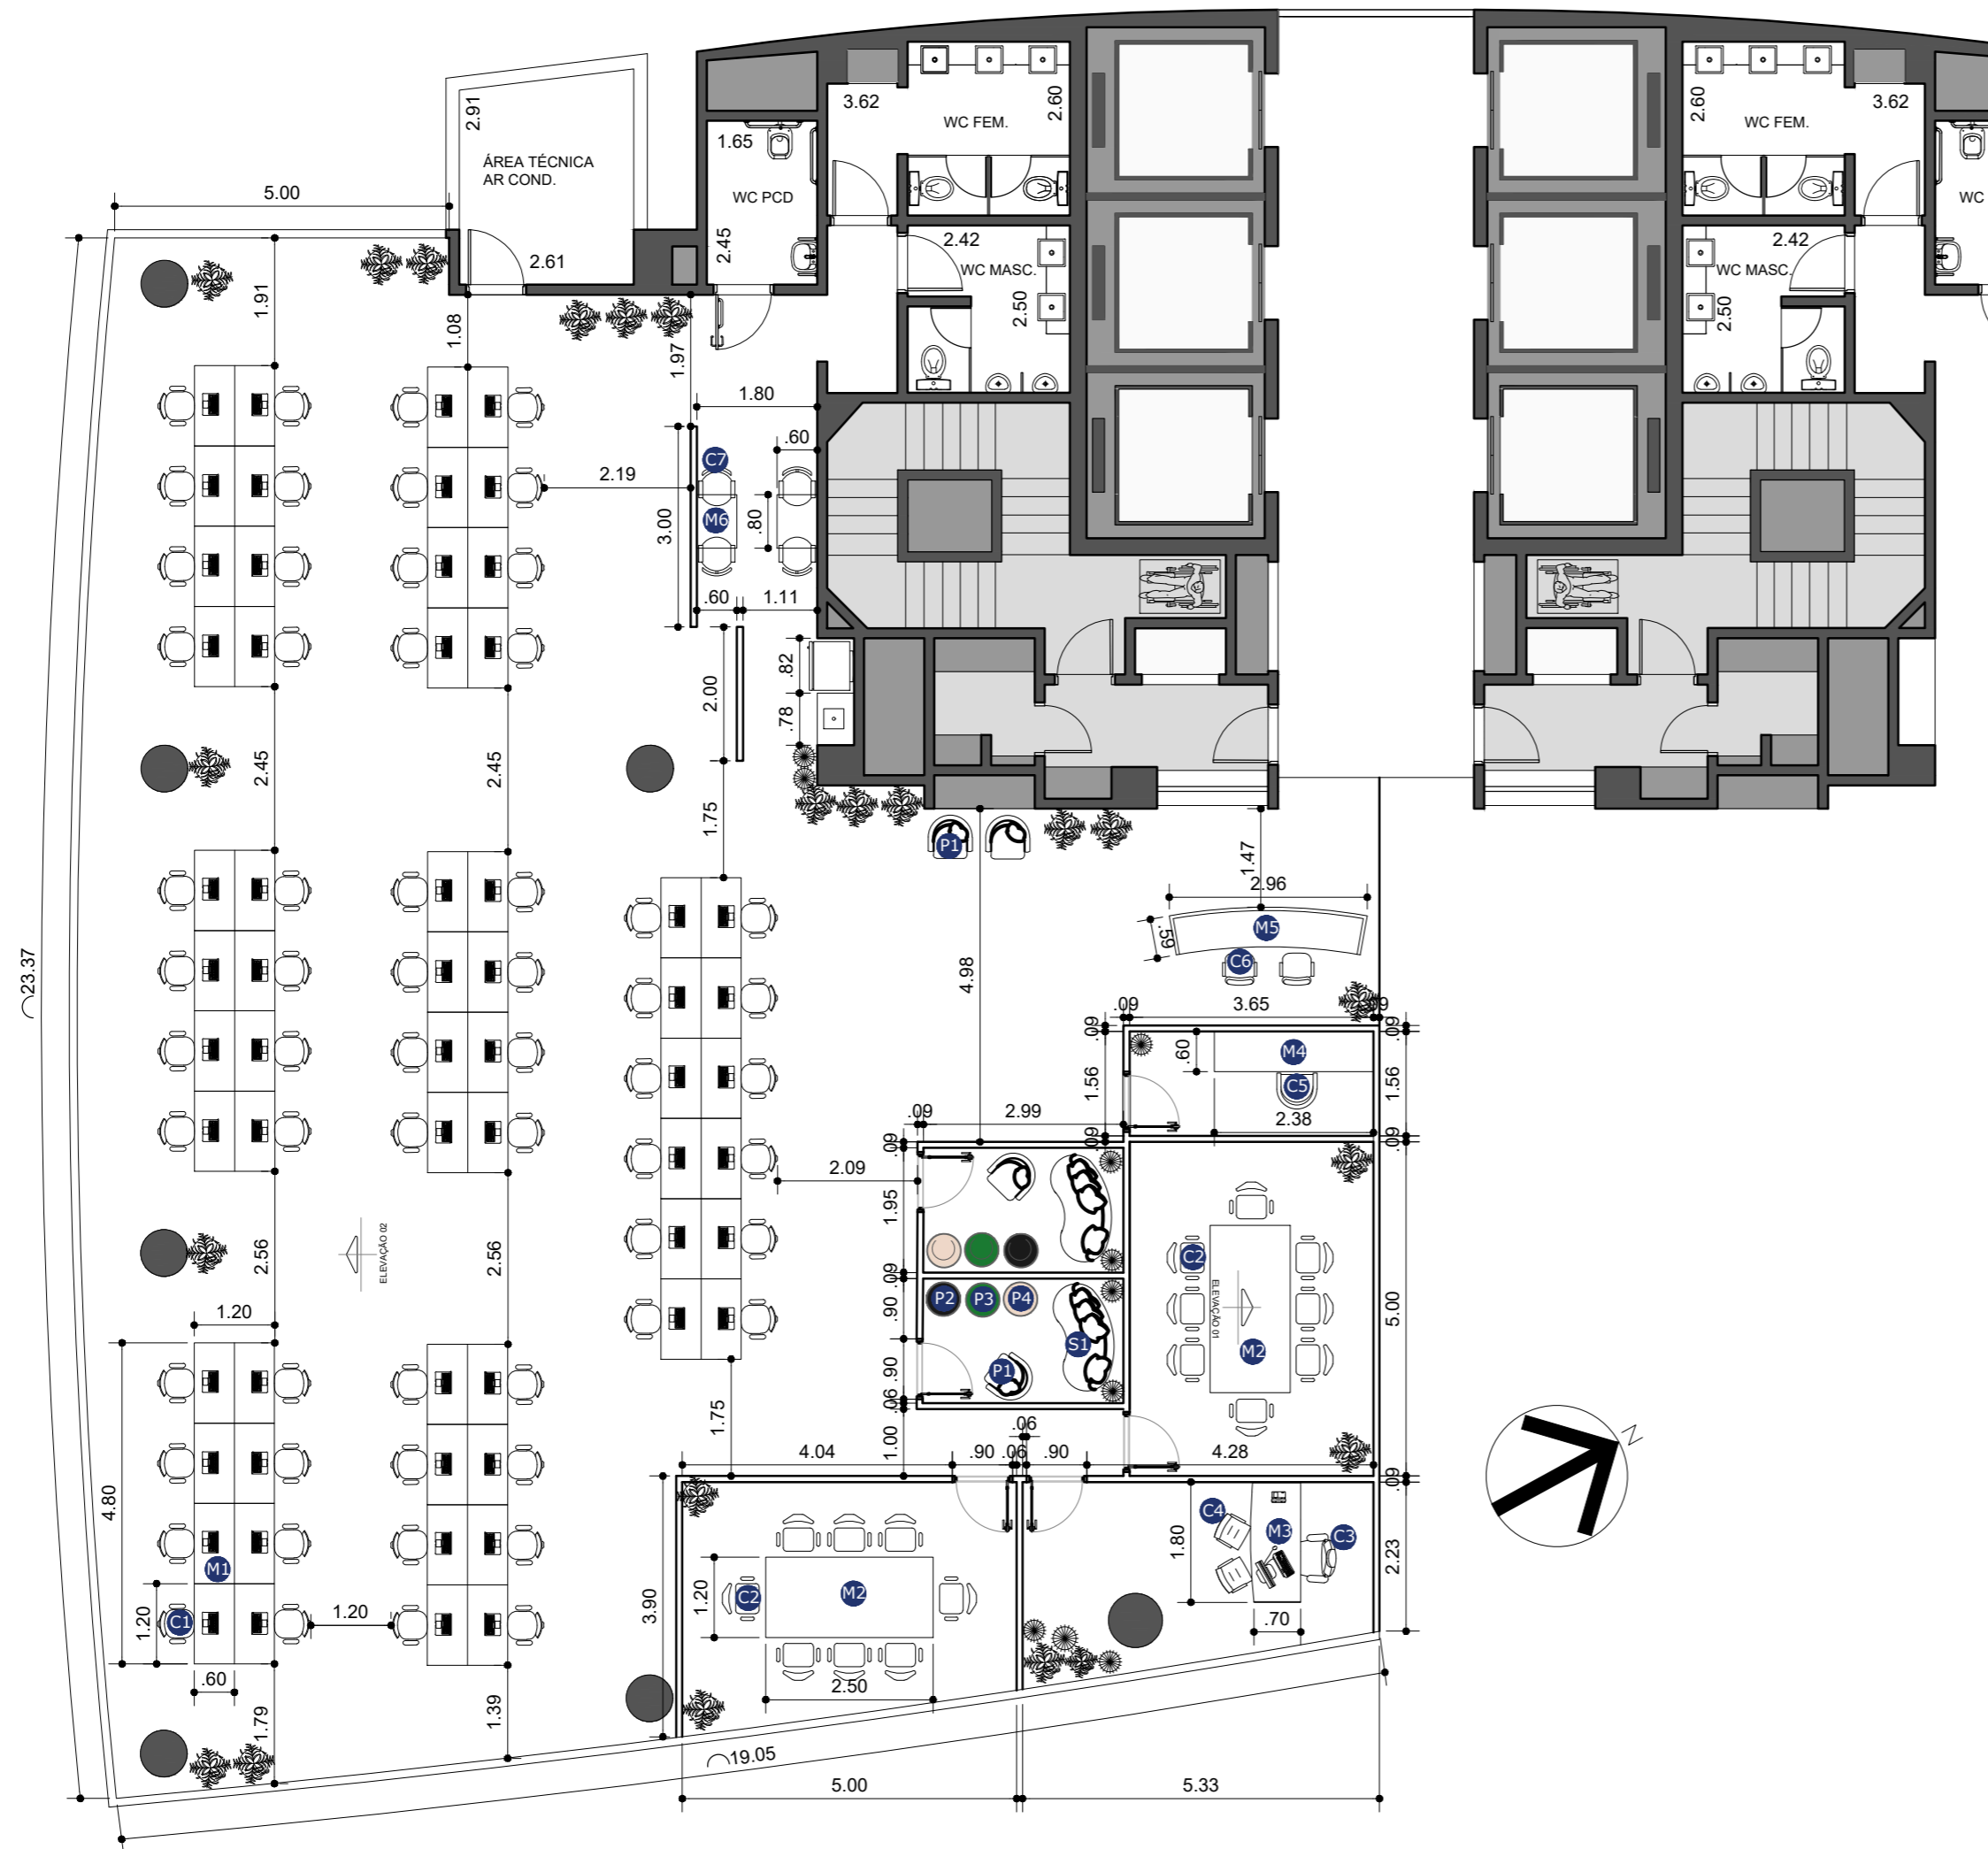 3.62
2.60
WC FEM.
2.60
WC FEM.
3.62
2.91
ÁREA TÉCNICA
AR COND.
1.65
WC PCD
2.45
5.00
2.61
2.42
WC MASC.
2.50
2.42
WC MASC.
2.50
WC
1.91
1.08
1.97
1.80
.60
C7
2.19
3.00
M6
.80
.60
1.11
.82
2.00
.78
2.45
2.45
1.75
P1
1.47
2.96
M5
.59
C6
4.98
23.37
.09
3.65
.09
.09
.09
.60
M4
C5
1.56
1.56
2.38
.09
2.99
.09
.09
.09
2.09
1.95
2.56
ELEVAÇÃO 02
2.56
C2
ELEVAÇÃO 01
5.00
M2
.09
P2
P3
P4
.90
S1
P1
.90
.06
1.20
1.75
1.00
.06
4.04
.90
.06
.90
4.28
N
.09
4.80
C4
M3
C3
1.80
2.23
M1
1.20
C1
1.20
3.90
1.20
C2
M2
.70
.60
2.50
1.79
1.39
19.05
5.00
5.33